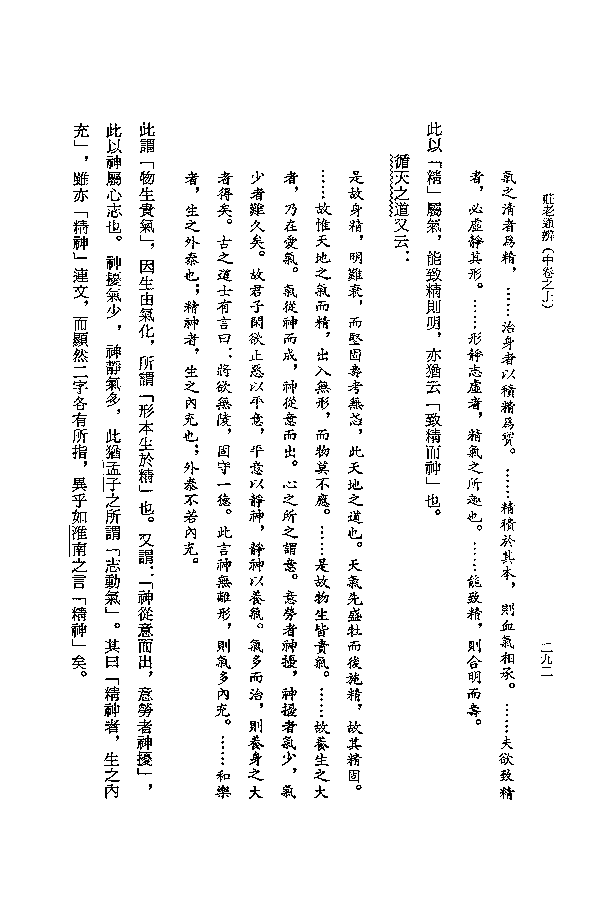 莊老通辨（中卷之上）
二九二
氣之清者為精，……治身者以積精為寶。……精積於其本，則血氣相承。……夫欲致精
者，必虛靜其形。……形靜志虛者，精氣之所趣也。……能致精，則合明而壽。
此以「精」屬氣，能致精則明，亦猶云「致精而神」也。
循天之道又云：
是故身精，明難衰，而堅固壽考無忒，此天地之道也。天氣先盛牡而後施精，故其精固。
……故惟天地之氣而精，出入無形，而物莫不應。……是故物生皆貴氣。……故養生之大
者，乃在愛氣。氣從神而成，神從意而出。心之所之謂意。意勞者神擾，神擾者氣少，氣
少者難久矣。故君子閑欲止惡以平意，平意以靜神，靜神以養氣。氣多而治，則養身之大
者得矣。古之道士有言曰：將欲無陵，固守一德。此言神無離形，則氣多內充。……和樂
者，生之外泰也；精神者，生之內充也；外泰不若內充。
此謂「物生貴氣」，因生由氣化，所謂「形本生於精」也。又謂：「神從意而出，意勞者神擾」，
此以神屬心志也。神擾氣少，神靜氣多，此猶孟子之所謂「志動氣」。其曰「精神者，生之內
充」，雖亦「精神」連文，而顯然二字各有所指，異乎如淮南之言「精神」矣。